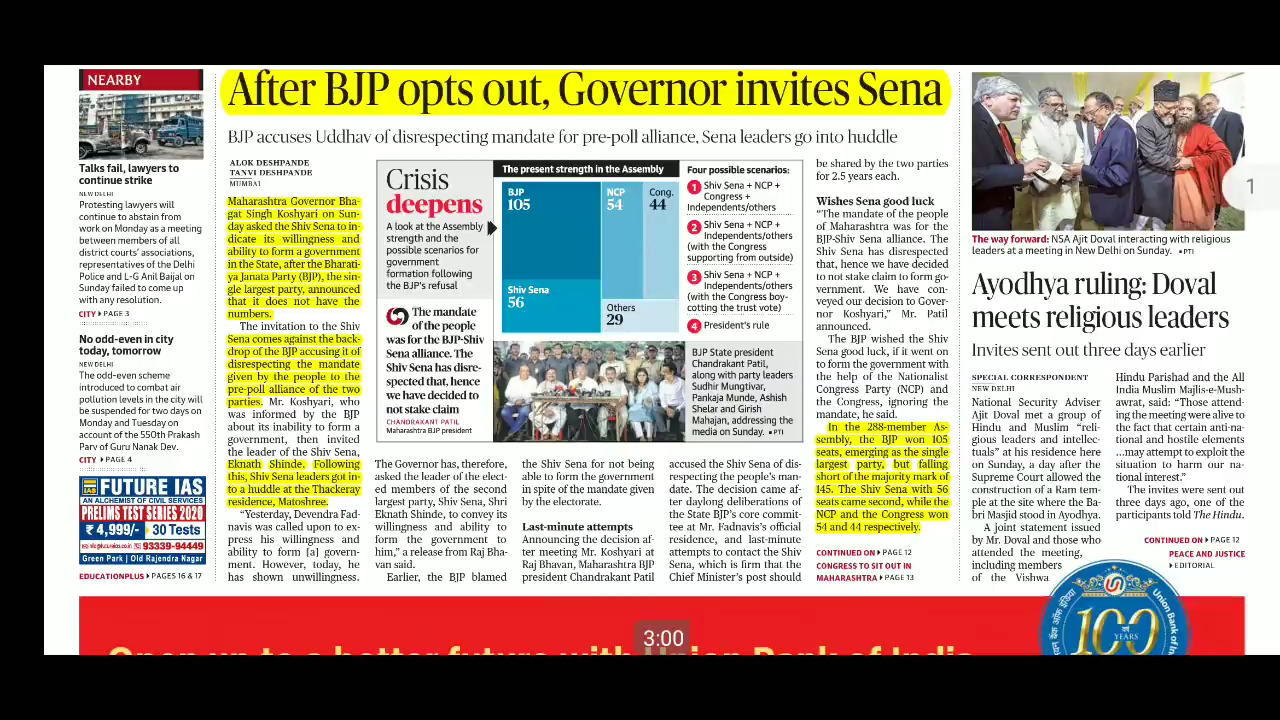 NEARBY
Talks fail, lawyers to
continue strike
NEW DELHI
Protesting lawyers will
continue to abstain from
work on Monday as a meeting
between members of all
district courts' associations,
representatives of the Delhi
Police and L-G Anil Baijal on
Sunday failed to come up
with any resolution.
CITY PAGE 3
No odd-even in city
today, tomorrow
NEW DELHI
The odd-even scheme
introduced to combat air
pollution levels in the city will
be suspended for two days on
Monday and Tuesday on
account of the 550th Prakash
Parv of Guru Nanak Dev.
CITY PAGE 4
FUTURE IAS
IAS
AN ALCHEMIST OF CIVIL SERVICES
PRELIMS TEST SERIES 2020
₹ 4,999/- 30 Tests
93339-94449
Green Park | Old Rajendra Nagar
EDUCATIONPLUS PAGES 16 & 17
After BJP opts out, Governor invites Sena
BJP accuses Uddhav of disrespecting mandate for pre-poll alliance, Sena leaders go into huddle
ALOK DESHPANDE
TANVI DESHPANDE
MUMBAI
Maharashtra Governor Bha-
gat Singh Koshyari on Sun-
day asked the Shiv Sena to in-
dicate its willingness and
ability to form a government
in the State, after the Bharati-
ya Janata Party (BJP), the sin-
gle largest party, announced
that it does not have the
numbers.
The invitation to the Shiv
Sena comes against the back-
drop of the BJP accusing it of
disrespecting the mandate
given by the people to the
pre-poll alliance of the two
parties. Mr. Koshyari, who
was informed by the BJP
about its inability to form a
government, then invited
the leader of the Shiv Sena,
Eknath Shinde. Following
this, Shiv Sena leaders got in-
to a huddle at the Thackeray
residence, Matoshree.
"Yesterday, Devendra Fad-
navis was called upon to ex-
press his willingness and
ability to form [a] govern-
ment. However, today, he
has shown unwillingness.
Crisis
deepens
A look at the Assembly
strength and the
possible scenarios for
government
formation following
the BJP's refusal
The present strength in the Assembly
BJP
105
NCP
54
Cong.
44
Shiv Sena
56
Others
29
Four possible scenarios:
1 Shiv Sena + NCP +
Congress +
Independents/others
2 Shiv Sena + NCP +
Independents/others
(with the Congress
supporting from outside)
3 Shiv Sena + NCP +
Independents/others
(with the Congress boy-
cotting the trust vote)
4 President's rule
The mandate
of the people
was for the BJP-Shiv
Sena alliance. The
Sena has disre-
spected that, hence
we have decided to
not stake claim
CHANDRAKANT PATIL
Maharashtra BJP president
BJP State president
Chandrakant Patil,
along with party leaders
Sudhir Mungtivar,
Pankaja Munde, Ashish
Shelar and Girish
Mahajan, addressing the
media on Sunday. PTI
The Governor has, therefore,
asked the leader of the elect-
ed members of the second
largest party, Shiv Sena, Shri
Eknath Shinde, to convey its
willingness and ability to
form the government to
him," a release from Raj Bha-
van said.
Earlier, the BJP blamed
the Shiv Sena for not being
able to form the government
in spite of the mandate given
by the electorate.
Last-minute attempts
Announcing the decision af-
ter meeting Mr. Koshyari at
Raj Bhavan, Maharashtra BJP
president Chandrakant Patil
accused the Shiv Sena of dis-
respecting the people's man-
date. The decision came af-
ter daylong deliberations of
the State BJP's core commit-
tee at Mr. Fadnavis's official
residence, and last-minute
attempts to contact the Shiv
Sena, which is firm that the
Chief Minister's post should
be shared by the two parties
for 2.5 years each.
Wishes Sena good luck
"The mandate of the people
of Maharashtra was for the
BJP-Shiv Sena alliance. The
Shiv Sena has disrespected
that, hence we have decided
to not stake claim to form go-
vernment. We have con-
veyed our decision to Gover-
nor Koshyari," Mr. Patil
announced.
The BJP wished the Shiv
Sena good luck, if it went on
to form the government with
the help of the Nationalist
Congress Party (NCP) and
the Congress, ignoring the
mandate, he said.
In the 288-member As-
sembly, the BJP won 105
seats, emerging as the single
largest party, but falling
short of the majority mark of
145. The Shiv Sena with 56
seats came second, while the
NCP and the Congress won
54 and 44 respectively.
CONTINUED ON PAGE 12
CONGRESS TO SIT OUT IN
MAHARASHTRA PAGE 13
The way forward: NSA Ajit Doval interacting with religious
leaders at a meeting in New Delhi on Sunday. PTI
Ayodhya ruling: Doval
meets religious leaders
Invites sent out three days earlier
SPECIAL CORRESPONDENT
NEW DELHI
National Security Adviser
Ajit Doval met a group of
Hindu and Muslim "reli-
gious leaders and intellec-
tuals" at his residence here
on Sunday, a day after the
Supreme Court allowed the
construction of a Ram tem-
ple at the site where the Ba-
bri Masjid stood in Ayodhya.
A joint statement issued
by Mr. Doval and those who
attended the meeting,
including members
of the Vishwa
Hindu Parishad and the All
India Muslim Majlis-e-Mush-
awrat, said: "Those attend-
ing the meeting were alive to
the fact that certain anti-na-
tional and hostile elements
...may attempt to exploit the
situation to harm our na-
tional interest."
The invites were sent out
three days ago, one of the
participants told The Hindu.
CONTINUED ON PAGE 12
PEACE AND JUSTICE
EDITORIAL
1
3:00
Open up to a better future with Union Bank of India
100
वर्ष
YEARS
यूनियन बैंक ऑफ़ इंडिया
Union Bank of India